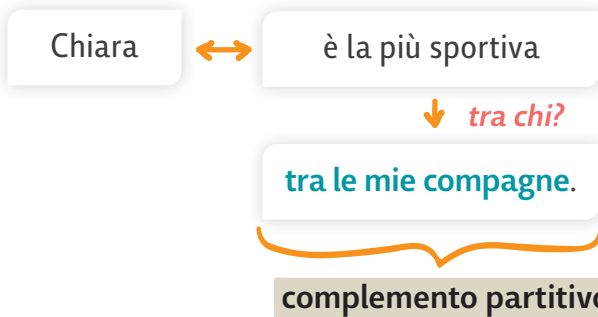 Chiara è la più sportiva
tra chi?
tra le mie compagne.
complemento partitivo